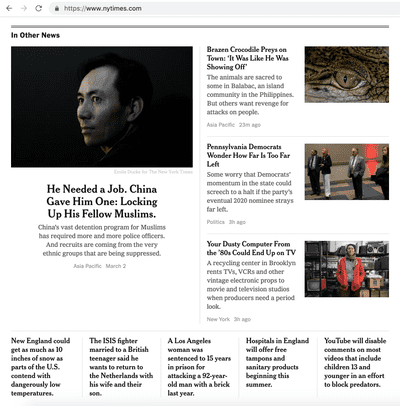 https://www.nytimes.com
In Other News
Emile Ducke for The New York Times
He Needed a Job. China
Gave Him One: Locking
Up His Fellow Muslims.
China's vast detention program for Muslims
has required more and more police officers.
And recruits are coming from the very
ethnic groups that are being suppressed.
Asia Pacific March 2
Brazen Crocodile Preys on
Town: ‘It Was Like He Was
Showing Off’
The animals are sacred to
some in Balabac, an island
community in the Philippines.
But others want revenge for
attacks on people.
Asia Pacific 23m ago
Pennsylvania Democrats
Wonder How Far Is Too Far
Left
Some worry that Democrats'
momentum in the state could
screech to a halt if the party's
eventual 2020 nominee strays
far left.
Politics 3h ago
Your Dusty Computer From
the ’80s Could End Up on TV
A recycling center in Brooklyn
rents TVs, VCRs and other
vintage electronic props to
movie and television studios
when producers need a period
look.
New York 3h ago
New England could
get as much as 10
inches of snow as
parts of the U.S.
contend with
dangerously low
temperatures.
The ISIS fighter
married to a British
teenager said he
wants to return to
the Netherlands with
his wife and their
son.
A Los Angeles
woman was
sentenced to 15 years
in prison for
attacking a 92-year-
old man with a brick
last year.
Hospitals in England
will offer free
tampons and
sanitary products
beginning this
summer.
YouTube will disable
comments on most
videos that include
children 13 and
younger in an effort
to block predators.